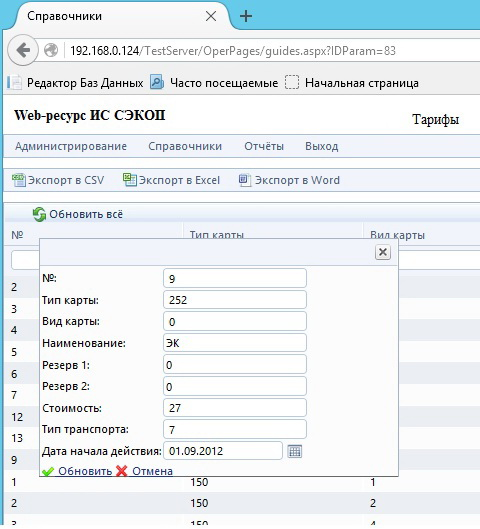 Справочники
192.168.0.124/TestServer/OperPages/guides.aspx?IDParam=83
Редактор Баз Данных Часто посещаемые Начальная страница
Web-ресурс ИС СЭКОП
Тарифы
Администрирование Справочники Отчёты Выход
Экспорт в CSV Экспорт в Excel Экспорт в Word
Обновить всё
№ Тип карты Вид карты
2
3
4
5
6
7
12
13
9
№: 9
Тип карты: 252
Вид карты: 0
Наименование: ЭК
Резерв 1: 0
Резерв 2: 0
Стоимость: 27
Тип транспорта: 7
Дата начала действия: 01.09.2012
Обновить Отмена
1 150 1
2 150 2
3 150 4